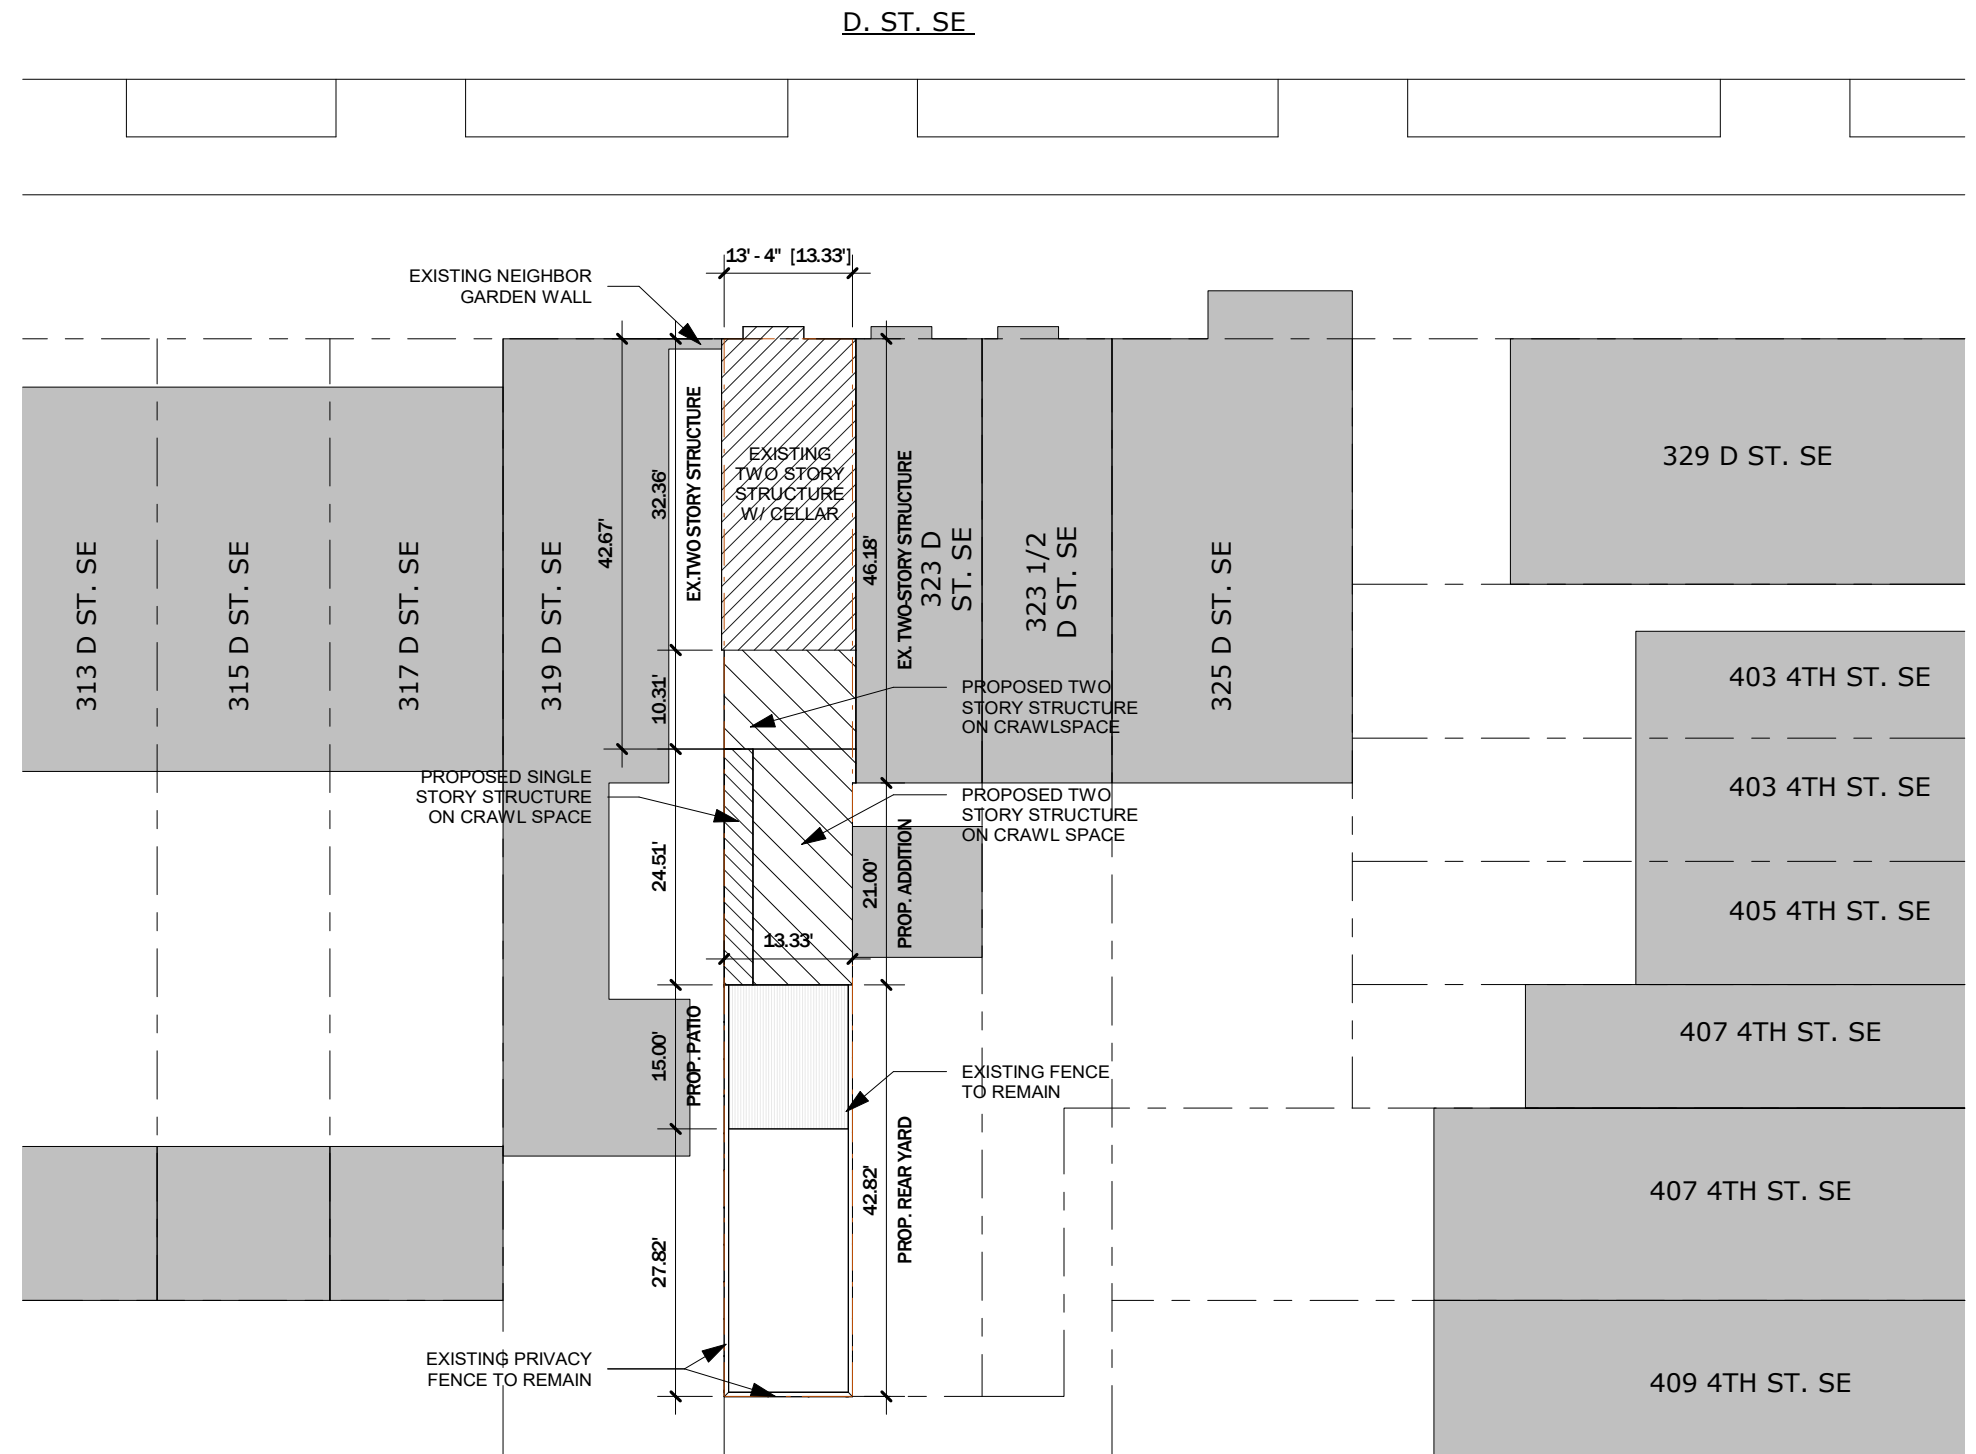 D. ST. SE
13' - 4" [13.33']
EXISTING NEIGHBOR
GARDEN WALL
EXISTING
TWO STORY
STRUCTURE
W/ CELLAR
EX.TWO STORY STRUCTURE
32.36'
42.67'
10.31'
46.18'
EX. TWO-STORY STRUCTURE
313 D ST. SE
315 D ST. SE
317 D ST. SE
319 D ST. SE
323 D
ST. SE
323 1/2
D ST. SE
325 D ST. SE
329 D ST. SE
403 4TH ST. SE
403 4TH ST. SE
405 4TH ST. SE
407 4TH ST. SE
407 4TH ST. SE
409 4TH ST. SE
PROPOSED TWO
STORY STRUCTURE
ON CRAWLSPACE
PROPOSED SINGLE
STORY STRUCTURE
ON CRAWL SPACE
PROPOSED TWO
STORY STRUCTURE
ON CRAWL SPACE
24.51'
21.00'
PROP. ADDITION
13.33'
15.00'
PROP. PATIO
EXISTING FENCE
TO REMAIN
42.82'
PROP. REAR YARD
27.82'
EXISTING PRIVACY
FENCE TO REMAIN